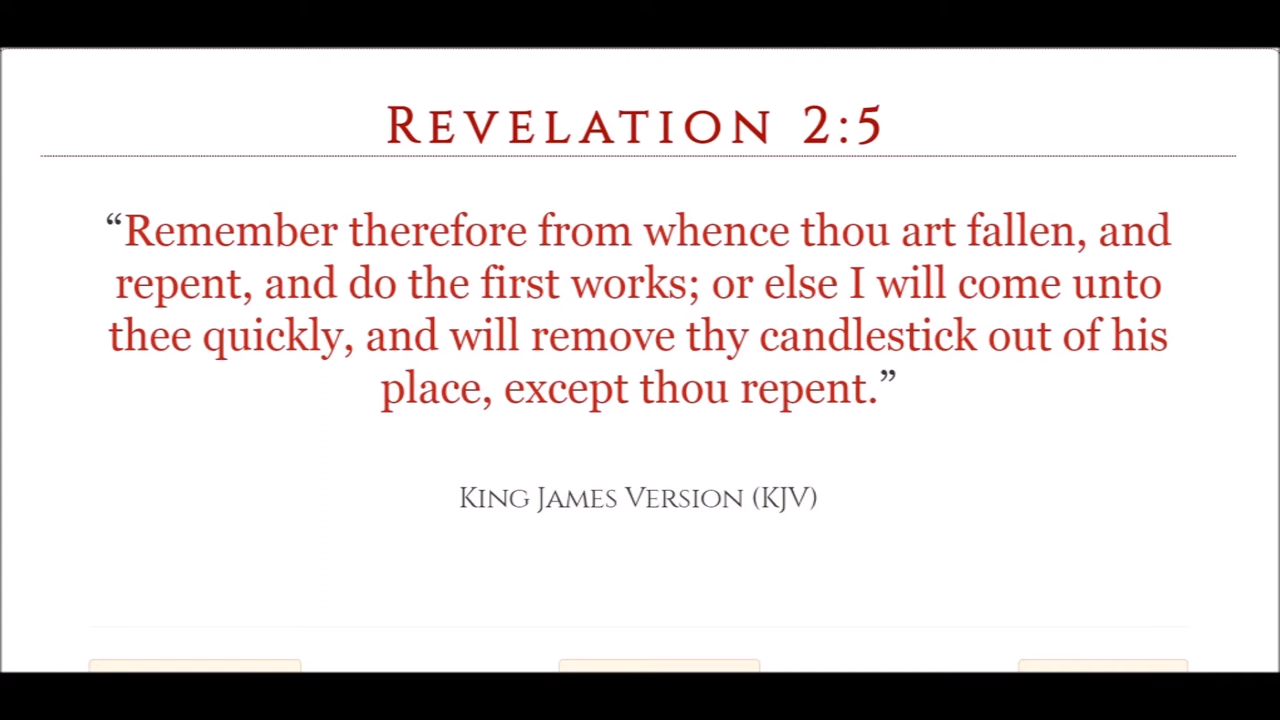 REVELATION 2:5
“Remember therefore from whence thou art fallen, and
repent, and do the first works; or else I will come unto
thee quickly, and will remove thy candlestick out of his
place, except thou repent.”
KING JAMES VERSION (KJV)